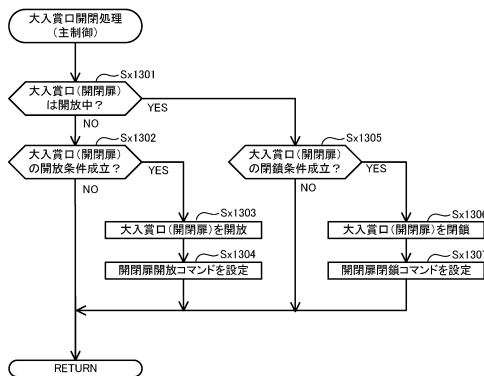 大入賞口開閉処理
(主制御)
Sx1301
大入賞口(開閉扉)
は開放中?
YES
NO
Sx1302
大入賞口(開閉扉)
の開放条件成立?
YES
NO
Sx1305
大入賞口(開閉扉)
の閉鎖条件成立?
YES
NO
Sx1303
大入賞口(開閉扉)を開放
Sx1304
開閉扉開放コマンドを設定
Sx1306
大入賞口(開閉扉)を閉鎖
Sx1307
開閉扉閉鎖コマンドを設定
RETURN